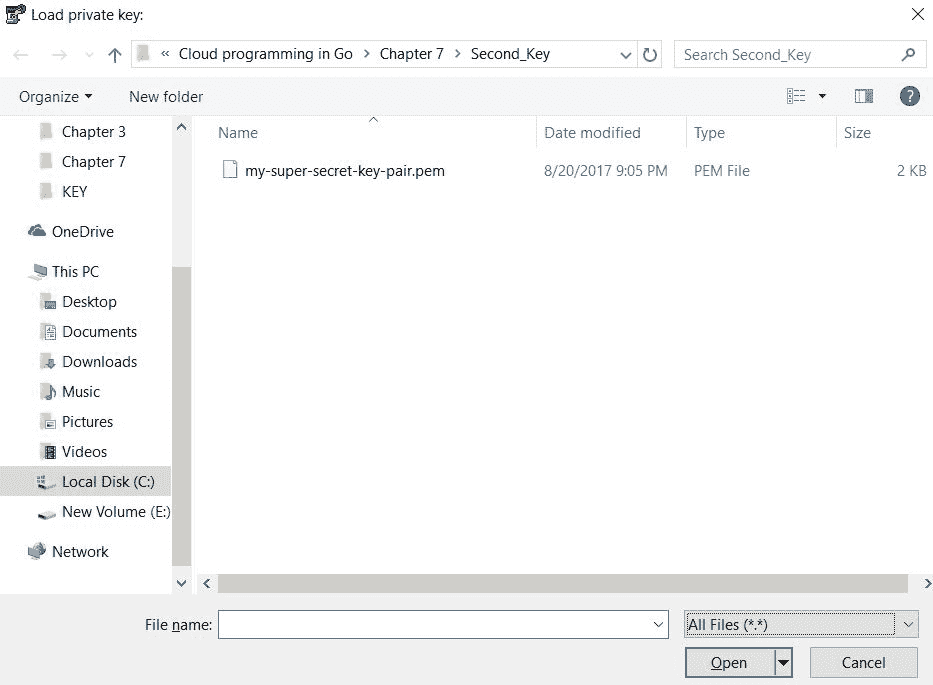 Load private key:
« Cloud programming in Go > Chapter 7 > Second_Key
Search Second_Key
Organize
New folder
?
Name
Date modified
Type
Size
my-super-secret-key-pair.pem
8/20/2017 9:05 PM
PEM File
2 KB
Chapter 3
Chapter 7
KEY
OneDrive
This PC
Desktop
Documents
Downloads
Music
Pictures
Videos
Local Disk (C:)
New Volume (E:)
Network
File name:
All Files (*.*)
Open
Cancel